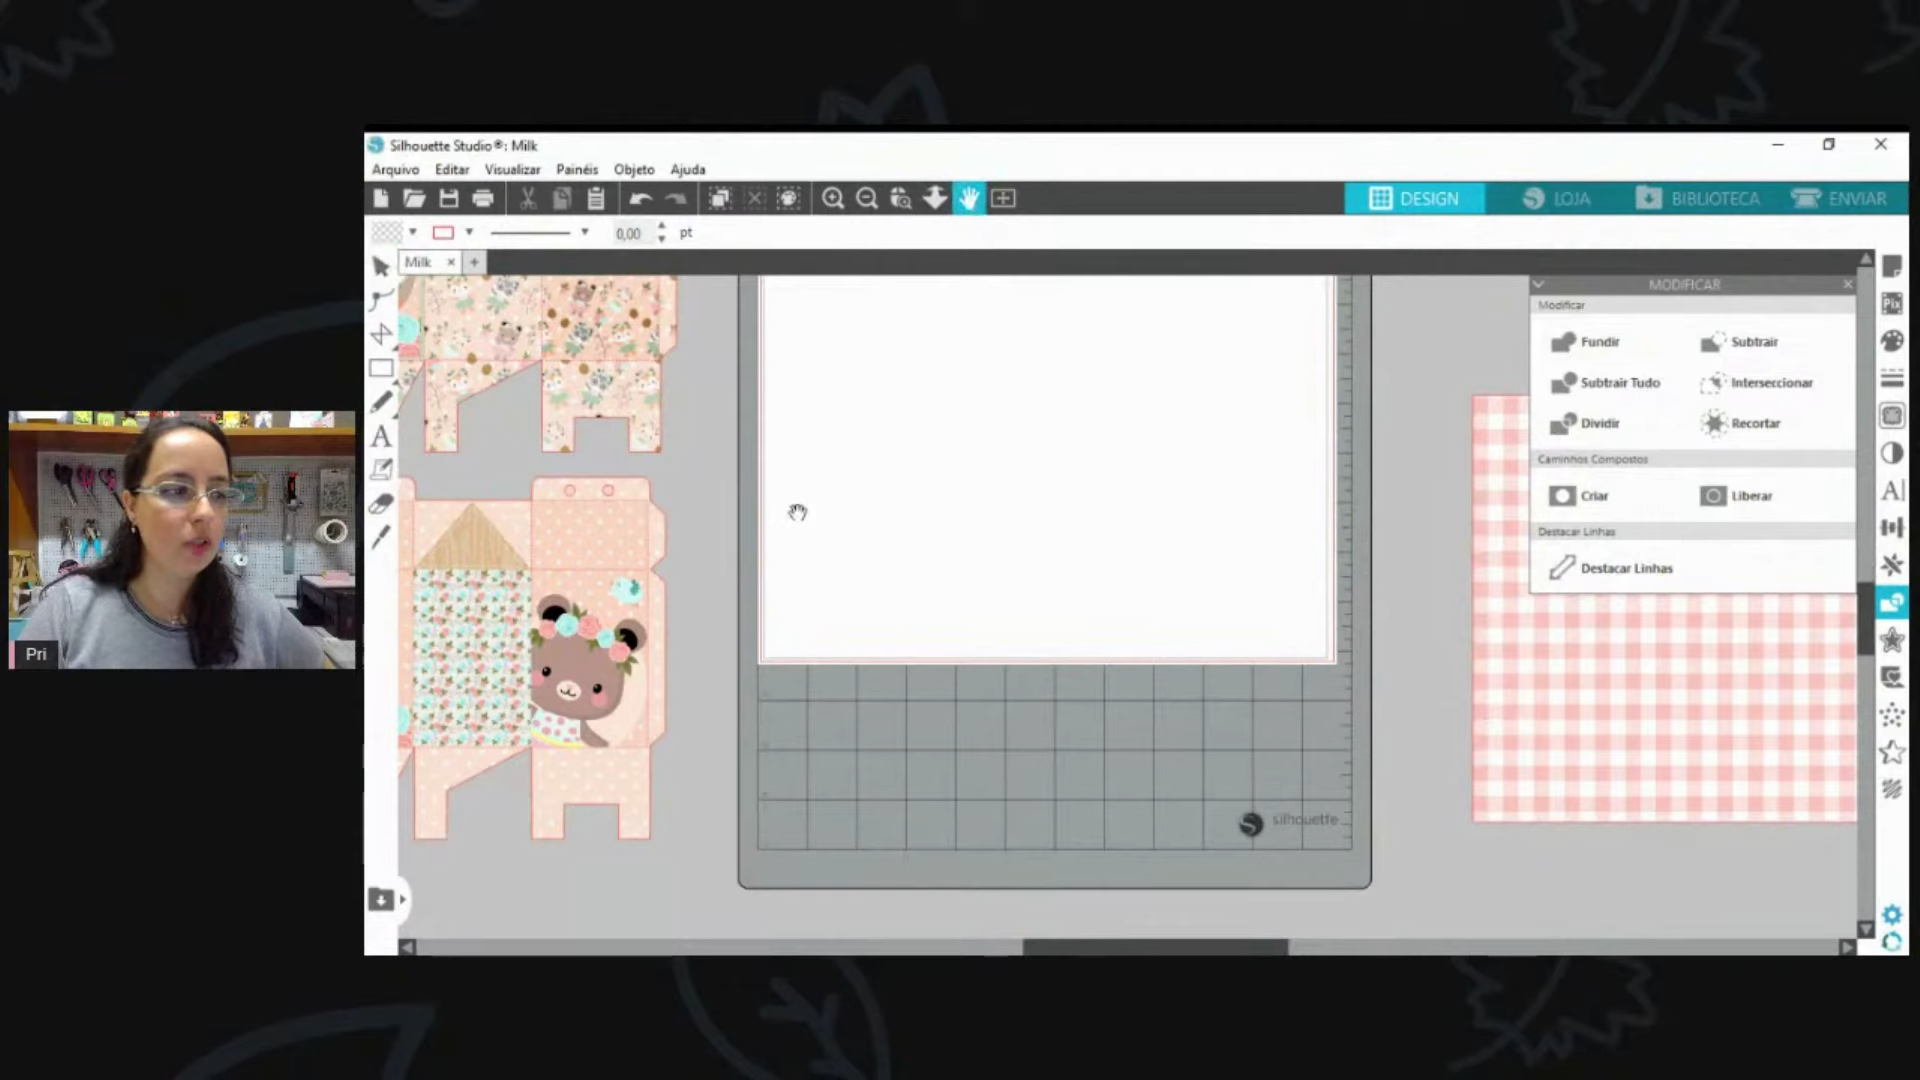 Silhouette Studio®: Milk
Arquivo Editar Visualizar Painéis Objeto Ajuda
DESIGN LOJA BIBLIOTECA ENVIAR
0,00 pt
Milk × +
MODIFICAR
Modificar
Pix
Fundir Subtrair
Subtrair Tudo Interseccionar
Dividir Recortar
Caminhos Compostos
Criar Liberar
Destacar Linhas
Destacar Linhas
Pri
silhouette